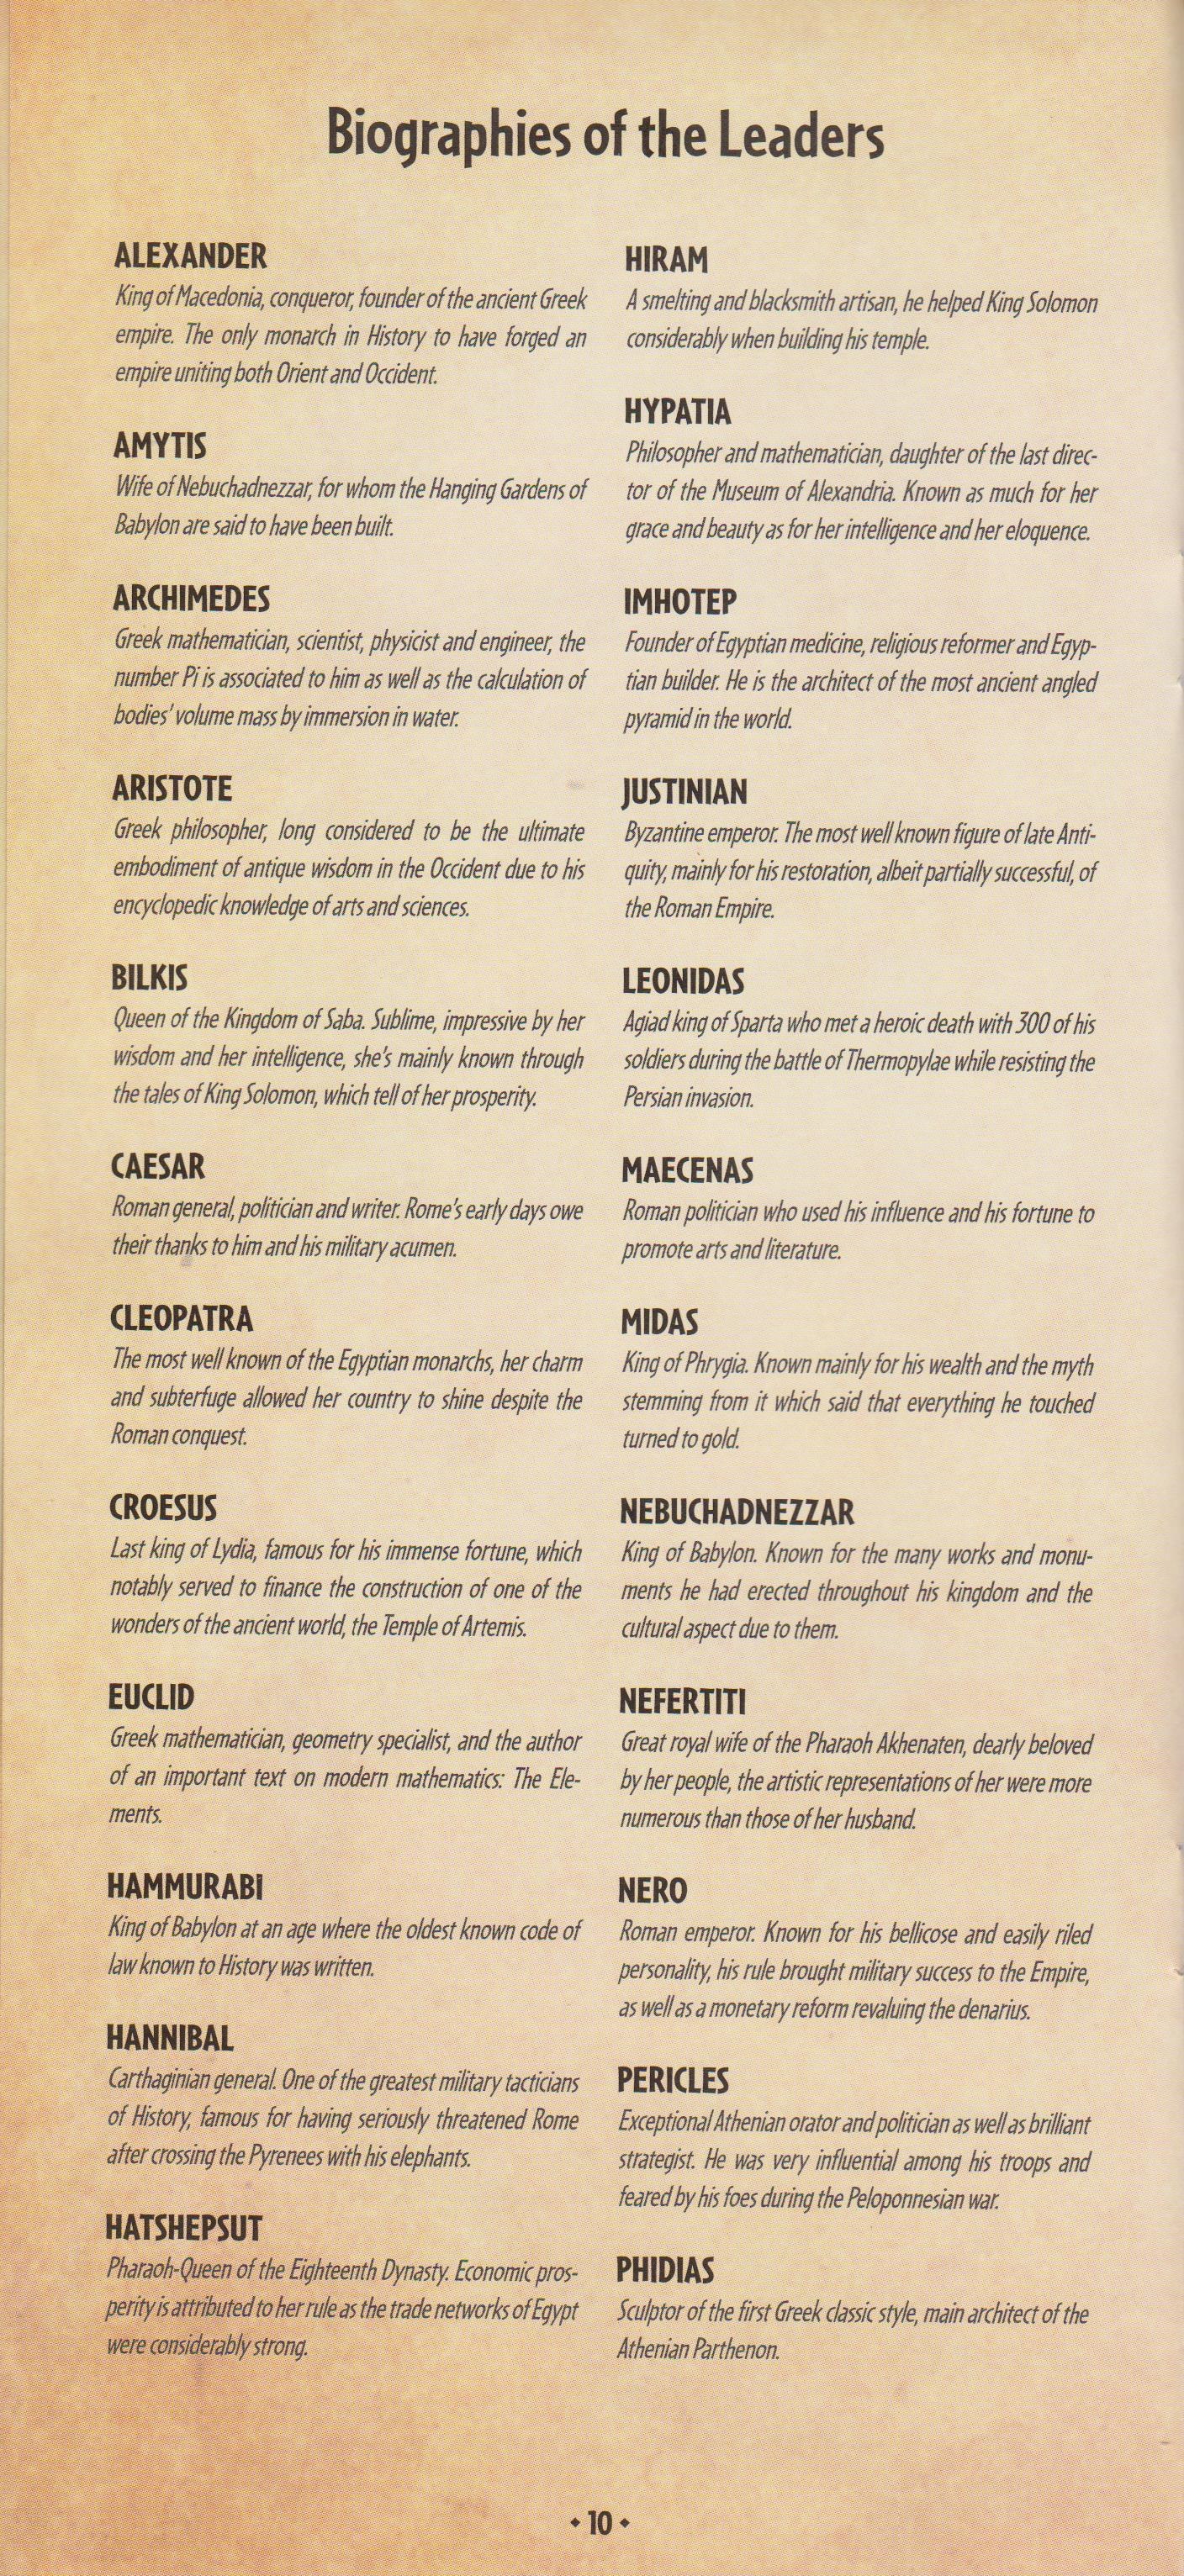 Biographies of the Leaders
ALEXANDER
King of Macedonia, conqueror, founder of the ancient Greek
empire. The only monarch in History to have forged an
empire uniting both Orient and Occident.
AMYTIS
Wife of Nebuchadnezzar, for whom the Hanging Gardens of
Babylon are said to have been built.
ARCHIMEDES
Greek mathematician, scientist, physicist and engineer, the
number Pi is associated to him as well as the calculation of
bodies' volume mass by immersion in water.
ARISTOTE
Greek philosopher, long considered to be the ultimate
embodiment of antique wisdom in the Occident due to his
encyclopedic knowledge of arts and sciences.
BILKIS
Queen of the Kingdom of Saba. Sublime, impressive by her
wisdom and her intelligence, she's mainly known through
the tales of King Solomon, which tell of her prosperity.
CAESAR
Roman general, politician and writer. Rome's early days owe
their thanks to him and his military acumen.
CLEOPATRA
The most well known of the Egyptian monarchs, her charm
and subterfuge allowed her country to shine despite the
Roman conquest.
CROESUS
Last king of Lydia, famous for his immense fortune, which
notably served to finance the construction of one of the
wonders of the ancient world, the Temple of Artemis.
EUCLID
Greek mathematician, geometry specialist, and the author
of an important text on modern mathematics: The Ele-
ments.
HAMMURABI
King of Babylon at an age where the oldest known code of
law known to History was written.
HANNIBAL
Carthaginian general. One of the greatest military tacticians
of History, famous for having seriously threatened Rome
after crossing the Pyrenees with his elephants.
HATSHEPSUT
Pharaoh-Queen of the Eighteenth Dynasty. Economic pros-
perity is attributed to her rule as the trade networks of Egypt
were considerably strong.
HIRAM
A smelting and blacksmith artisan, he helped King Solomon
considerably when building his temple.
HYPATIA
Philosopher and mathematician, daughter of the last direc-
tor of the Museum of Alexandria. Known as much for her
grace and beauty as for her intelligence and her eloquence.
IMHOTEP
Founder of Egyptian medicine, religious reformer and Egyp-
tian builder. He is the architect of the most ancient angled
pyramid in the world.
JUSTINIAN
Byzantine emperor. The most well known figure of late Anti-
quity, mainly for his restoration, albeit partially successful, of
the Roman Empire.
LEONIDAS
Agiad king of Sparta who met a heroic death with 300 of his
soldiers during the battle of Thermopylae while resisting the
Persian invasion.
MAECENAS
Roman politician who used his influence and his fortune to
promote arts and literature.
MIDAS
King of Phrygia. Known mainly for his wealth and the myth
stemming from it which said that everything he touched
turned to gold.
NEBUCHADNEZZAR
King of Babylon. Known for the many works and monu-
ments he had erected throughout his kingdom and the
cultural aspect due to them.
NEFERTITI
Great royal wife of the Pharaoh Akhenaten, dearly beloved
by her people, the artistic representations of her were more
numerous than those of her husband.
NERO
Roman emperor. Known for his bellicose and easily riled
personality, his rule brought military success to the Empire,
as well as a monetary reform revaluing the denarius.
PERICLES
Exceptional Athenian orator and politician as well as brilliant
strategist. He was very influential among his troops and
feared by his foes during the Peloponnesian war.
PHIDIAS
Sculptor of the first Greek classic style, main architect of the
Athenian Parthenon.
• 10 •